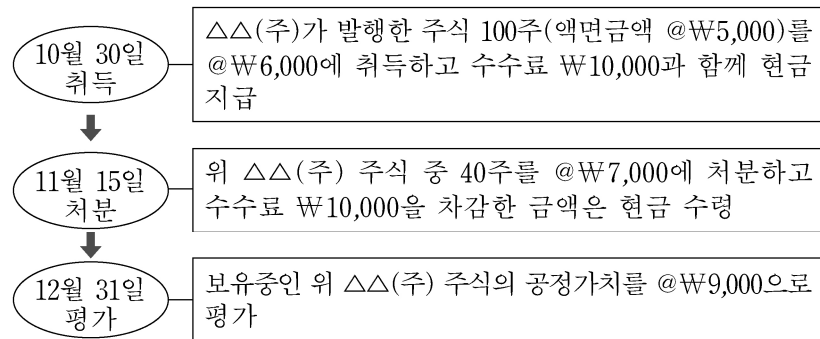 10월 30일
취득
△△(주)가 발행한 주식 100주(액면금액 @₩5,000)를
@₩6,000에 취득하고 수수료 ₩10,000과 함께 현금
지급
11월 15일
처분
위 △△(주) 주식 중 40주를 @₩7,000에 처분하고
수수료 ₩10,000을 차감한 금액은 현금 수령
12월 31일
평가
보유중인 위 △△(주) 주식의 공정가치를 @₩9,000으로
평가